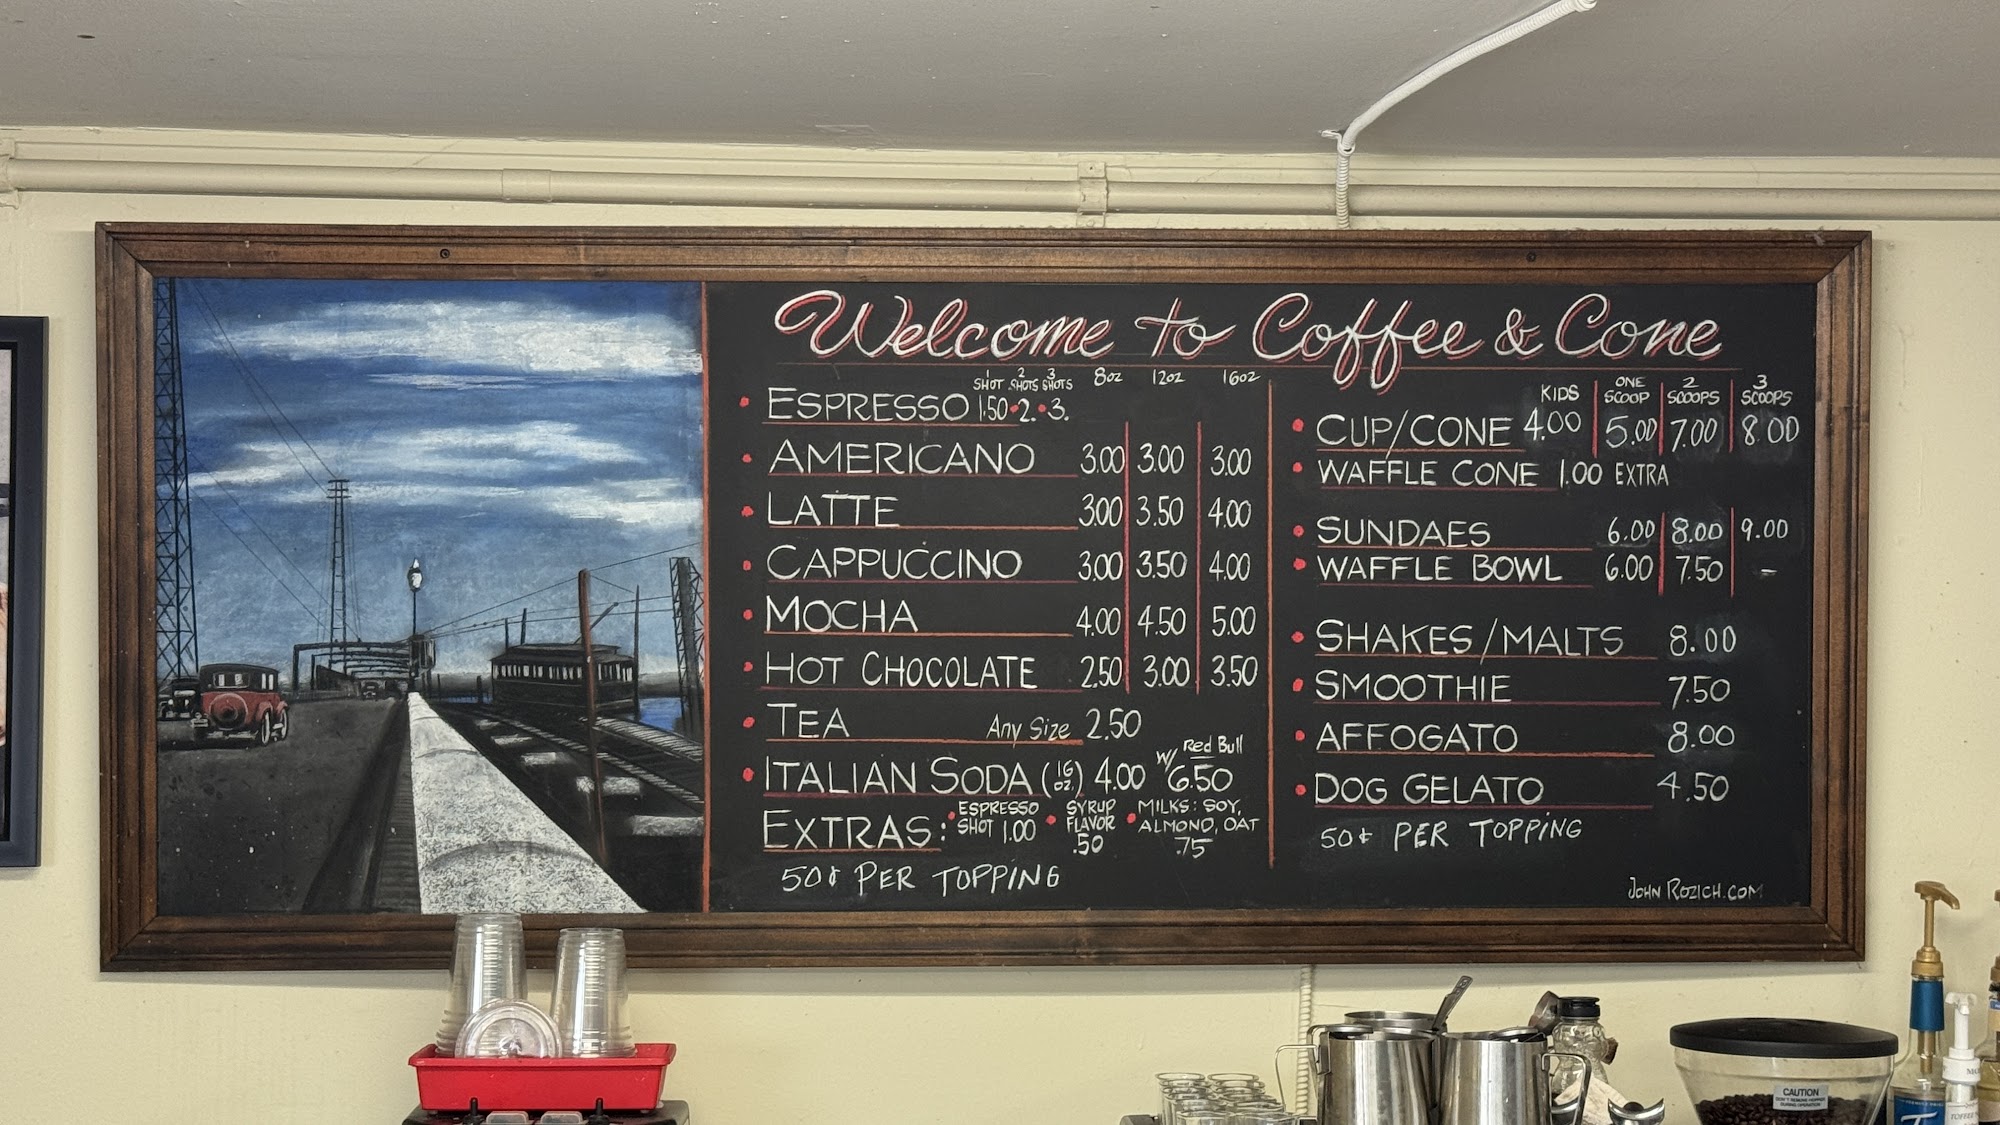 Welcome to Coffee & Cone
1 SHOT 2 SHOTS 3 SHOTS 8oz 12oz 16oz
• ESPRESSO 1.50 • 2. • 3.
• AMERICANO 3.00 3.00 3.00
• LATTE 3.00 3.50 4.00
• CAPPUCCINO 3.00 3.50 4.00
• MOCHA 4.00 4.50 5.00
• HOT CHOCOLATE 2.50 3.00 3.50
• TEA Any Size 2.50
• ITALIAN SODA (16 oz.) 4.00 w/ Red Bull 6.50
EXTRAS: • ESPRESSO SHOT 1.00 • SYRUP FLAVOR .50 • MILKS: SOY, ALMOND, OAT .75
50¢ PER TOPPING
KIDS ONE SCOOP 2 SCOOPS 3 SCOOPS
• CUP/CONE 4.00 5.00 7.00 8.00
• WAFFLE CONE 1.00 EXTRA
• SUNDAES 6.00 8.00 9.00
• WAFFLE BOWL 6.00 7.50 –
• SHAKES/MALTS 8.00
• SMOOTHIE 7.50
• AFFOGATO 8.00
• DOG GELATO 4.50
50¢ PER TOPPING
JOHN ROZICH.COM
CAUTION